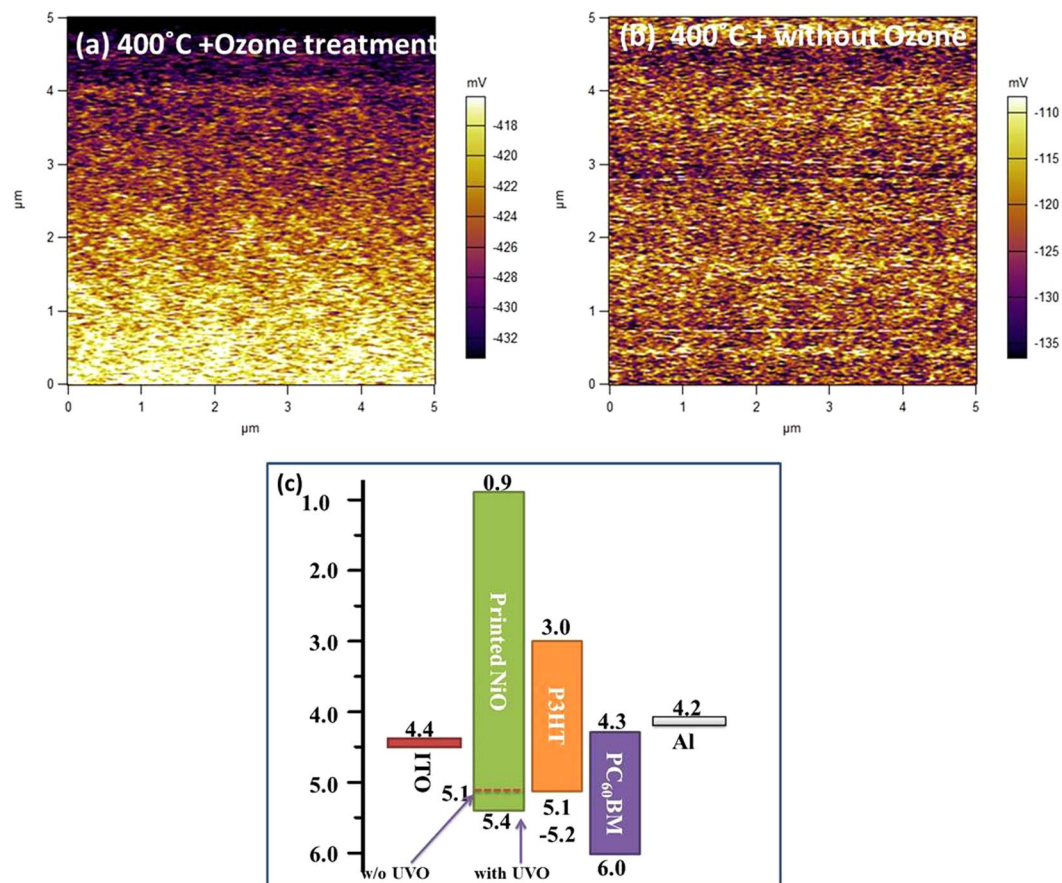 (a) 400°C +Ozone treatment
5
4
3
2
1
0
µm
0 1 2 3 4 5
µm
mV
-418
-420
-422
-424
-426
-428
-430
-432
(b) 400°C + without Ozone
5
4
3
2
1
0
µm
0 1 2 3 4 5
µm
mV
-110
-115
-120
-125
-130
-135
(c)
1.0
2.0
3.0
4.0
5.0
6.0
4.4
ITO
0.9
Printed NiO
5.1
5.4
w/o UVO
with UVO
3.0
P3HT
5.1
-5.2
4.3
PC₆₀BM
6.0
4.2
Al